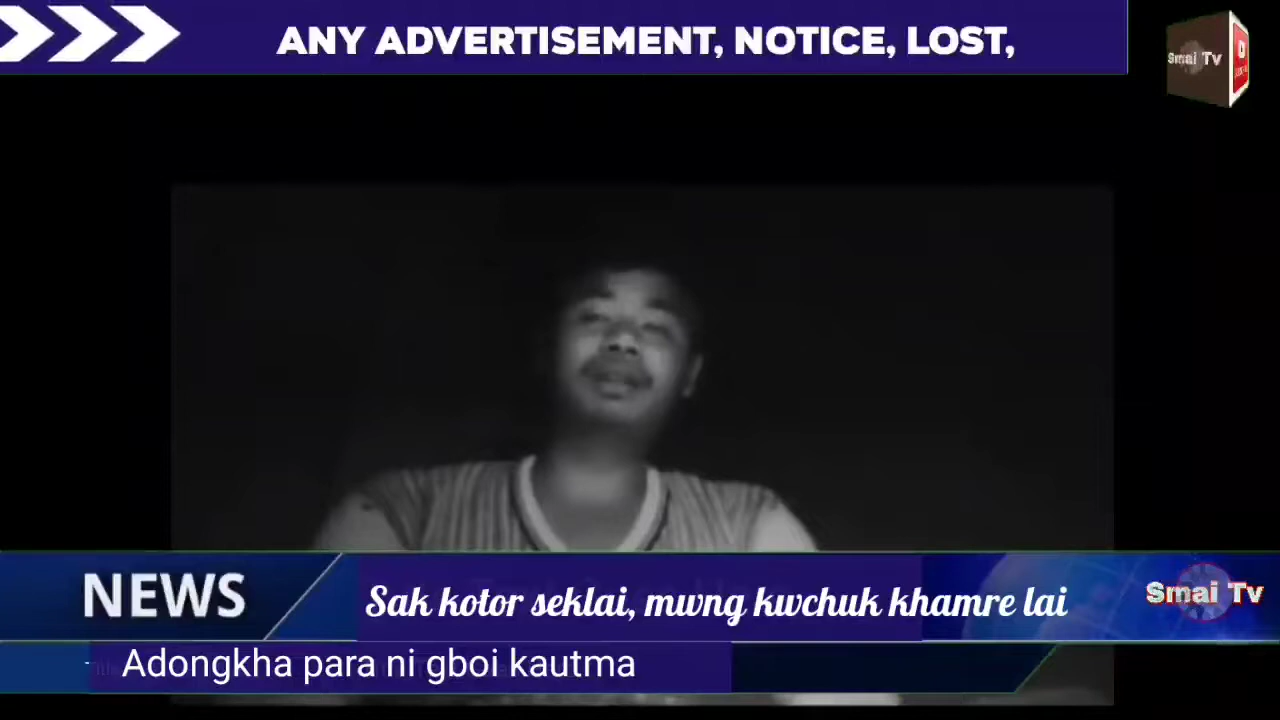 ANY ADVERTISEMENT, NOTICE, LOST,
Smai Tv
NEWS
Sak kotor seklai, mwng kwchuk khamre lai
Smai Tv
Adongkha para ni gboi kautma